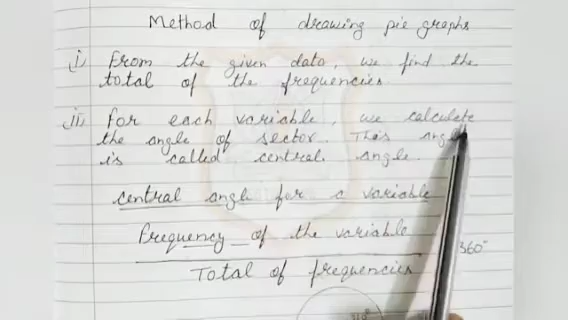 Method of drawing pie graphs
i) From the given data, we find the
total of the frequencies.
ii) For each variable, we calculate
the angle of sector. This angle
is called central angle.
central angle for a variable
Frequency of the variable
360°
Total of frequencies